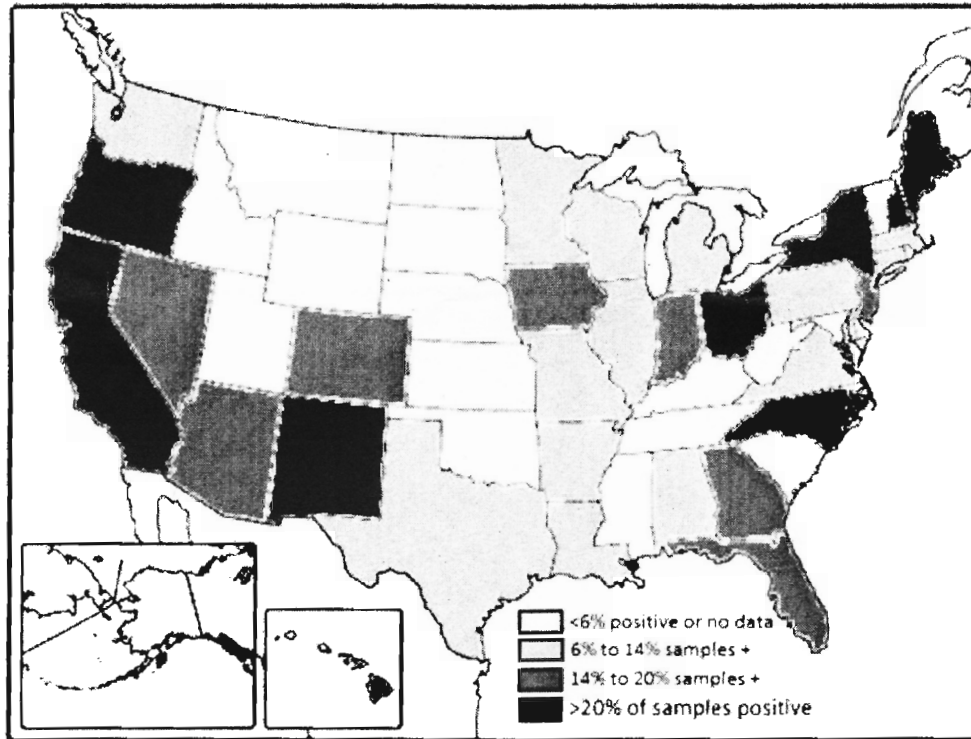 <6% positive or no data
6% to 14% samples +
14% to 20% samples +
>20% of samples positive